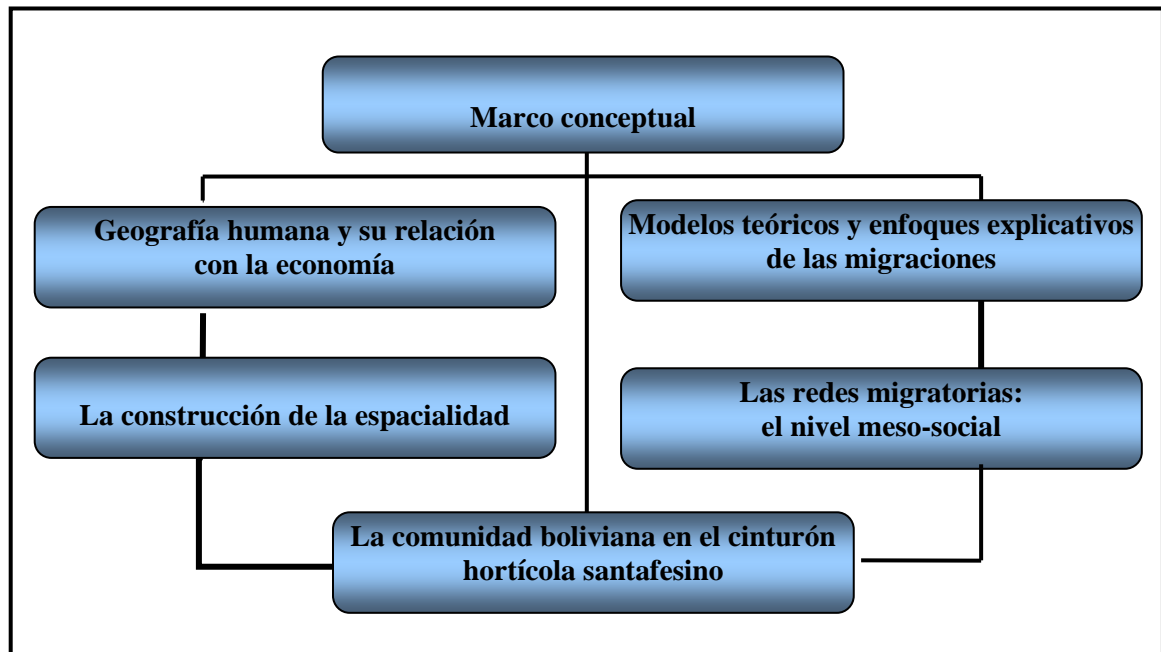 Marco conceptual
Geografía humana y su relación
con la economía
Modelos teóricos y enfoques explicativos
de las migraciones
La construcción de la espacialidad
Las redes migratorias:
el nivel meso-social
La comunidad boliviana en el cinturón
hortícola santafesino